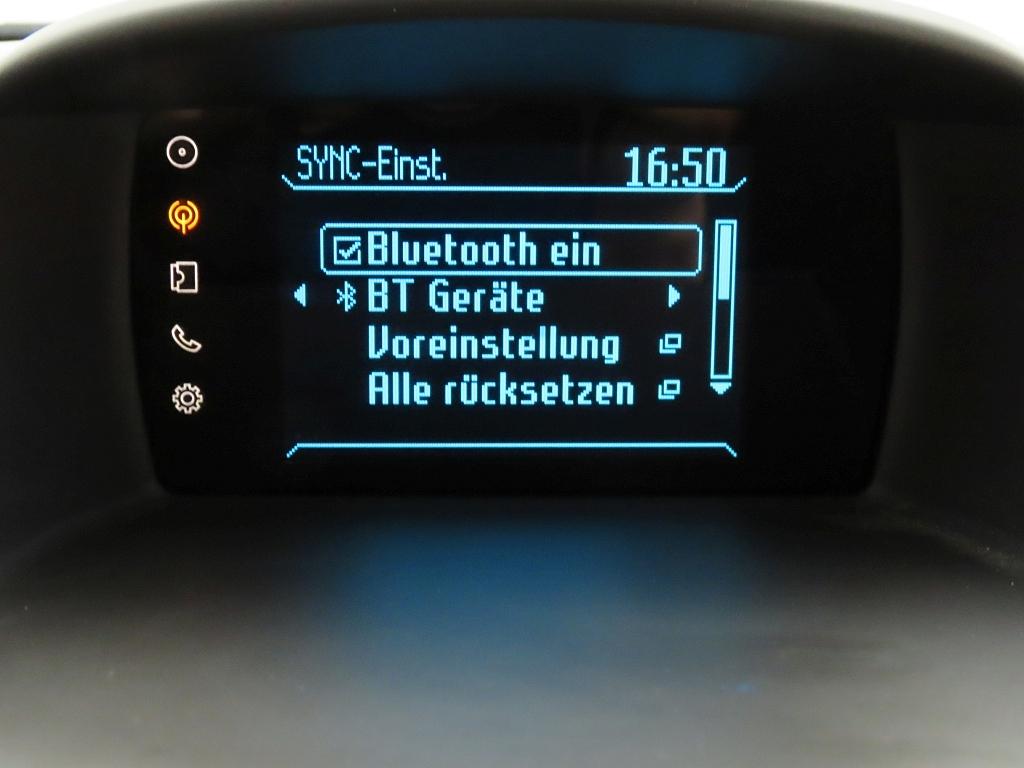 SYNC-Einst. 16:50
Bluetooth ein
BT Geräte
Voreinstellung
Alle rücksetzen